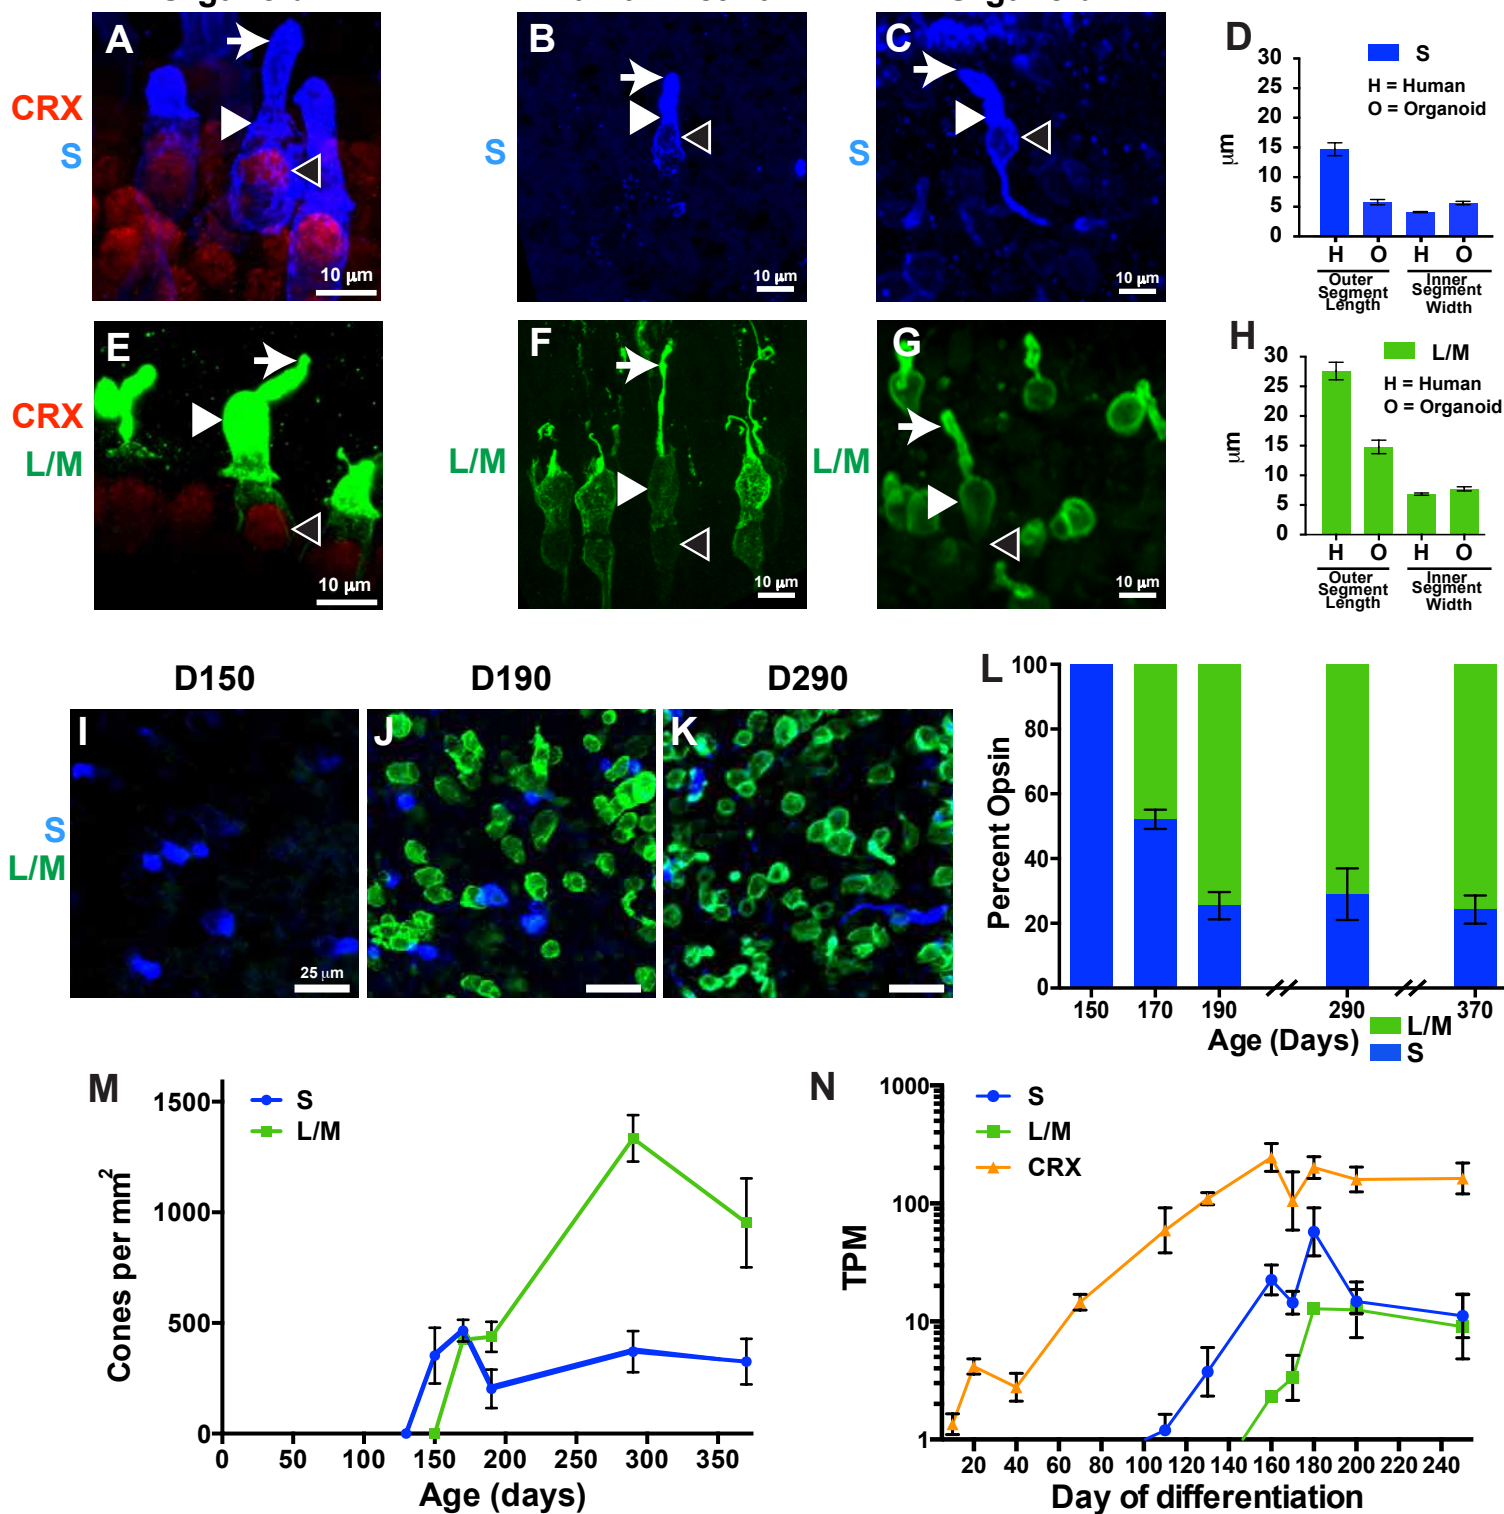 A
B
C
D
CRX
S
S
S
10 µm
10 µm
10 µm
S
H = Human
O = Organoid
µm
30
25
20
15
10
5
0
H O H O
Outer Segment Length
Inner Segment Width
E
F
G
H
CRX
L/M
L/M
L/M
10 µm
10 µm
10 µm
L/M
H = Human
O = Organoid
µm
30
25
20
15
10
5
0
H O H O
Outer Segment Length
Inner Segment Width
D150
D190
D290
I
J
K
S
L/M
25 µm
L
Percent Opsin
100
80
60
40
20
0
150 170 190 290 370
Age (Days)
L/M
S
M
S
L/M
Cones per mm2
1500
1000
500
0
0 50 100 150 200 250 300 350
Age (days)
N
S
L/M
CRX
TPM
1000
100
10
1
20 40 60 80 100 120 140 160 180 200 220 240
Day of differentiation